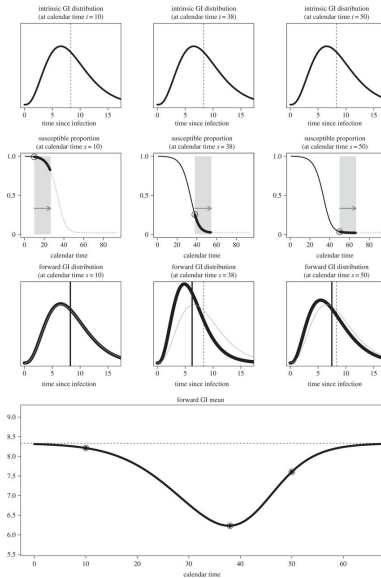 intrinsic GI distribution intrinsic GI distribution intrinsic GI distribution
(at calendar time t = 10) (at calendar time t = 38) (at calendar time t = 50)
0 5 10 15 0 5 10 15 0 5 10 15
time since infection time since infection time since infection
susceptible proportion susceptible proportion susceptible proportion
(at calendar time s = 10) (at calendar time s = 38) (at calendar time s = 50)
1.0 1.0 1.0
0.5 0.5 0.5
0 0 0
0 20 40 60 80 0 20 40 60 80 0 20 40 60 80
calendar time calendar time calendar time
forward GI distribution forward GI distribution forward GI distribution
(at calendar time s = 10) (at calendar time s = 38) (at calendar time s = 50)
0 5 10 15 0 5 10 15 0 5 10 15
time since infection time since infection time since infection
forward GI mean
9.0
8.5
8.0
7.5
7.0
6.5
6.0
5.5
0 10 20 30 40 50 60
calendar time